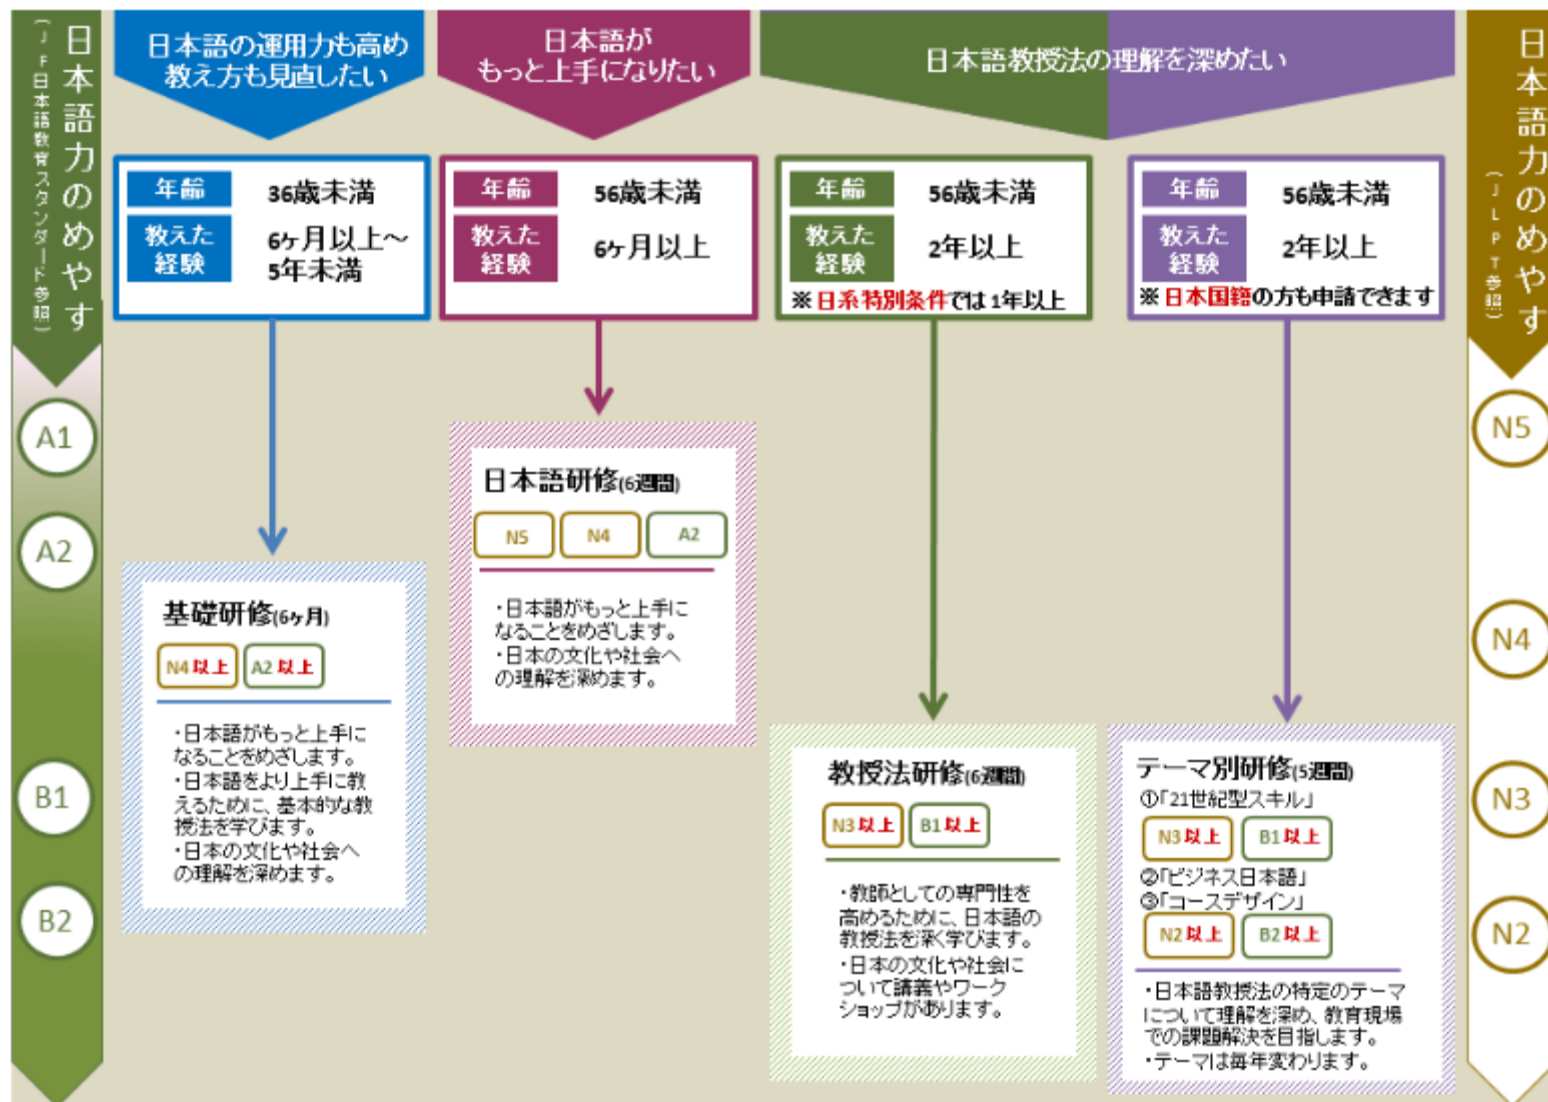 日本語力のめやす
(JF日本語教育スタンダード参照)
日本語の運用力も高め
教え方も見直したい
日本語が
もっと上手になりたい
日本語教授法の理解を深めたい
日本語力のめやす
(JLPT参照)
年齢
36歳未満
教えた
経験
6ヶ月以上～
5年未満
年齢
56歳未満
教えた
経験
6ヶ月以上
年齢
56歳未満
教えた
経験
2年以上
※日系特別条件では1年以上
年齢
56歳未満
教えた
経験
2年以上
※日本国籍の方も申請できます
A1
A2
B1
B2
基礎研修(6ヶ月)
N4以上
A2以上
・日本語がもっと上手に
なることをめざします。
・日本語をより上手に教
えるために、基本的な教
授法を学びます。
・日本の文化や社会へ
の理解を深めます。
日本語研修(6週間)
N5
N4
A2
・日本語がもっと上手に
なることをめざします。
・日本の文化や社会へ
の理解を深めます。
教授法研修(6週間)
N3以上
B1以上
・教師としての専門性を
高めるために、日本語の
教授法を深く学びます。
・日本の文化や社会に
ついて講義やワーク
ショップがあります。
テーマ別研修(5週間)
①「21世紀型スキル」
N3以上
B1以上
②「ビジネス日本語」
③「コースデザイン」
N2以上
B2以上
・日本語教授法の特定のテーマ
について理解を深め、教育現場
での課題解決を目指します。
・テーマは毎年変わります。
N5
N4
N3
N2